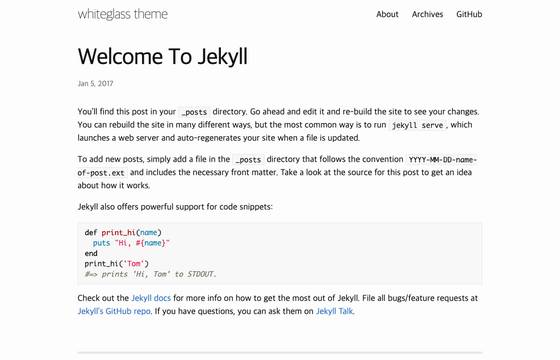 whiteglass theme
About Archives GitHub
Welcome To Jekyll
Jan 5, 2017
You'll find this post in your _posts directory. Go ahead and edit it and re-build the site to see your changes.
You can rebuild the site in many different ways, but the most common way is to run jekyll serve, which
launches a web server and auto-regenerates your site when a file is updated.
To add new posts, simply add a file in the _posts directory that follows the convention YYYY-MM-DD-name-
of-post.ext and includes the necessary front matter. Take a look at the source for this post to get an idea
about how it works.
Jekyll also offers powerful support for code snippets:
def print_hi(name)
  puts "Hi, #{name}"
end
print_hi('Tom')
#=> prints 'Hi, Tom' to STDOUT.
Check out the Jekyll docs for more info on how to get the most out of Jekyll. File all bugs/feature requests at
Jekyll's GitHub repo. If you have questions, you can ask them on Jekyll Talk.